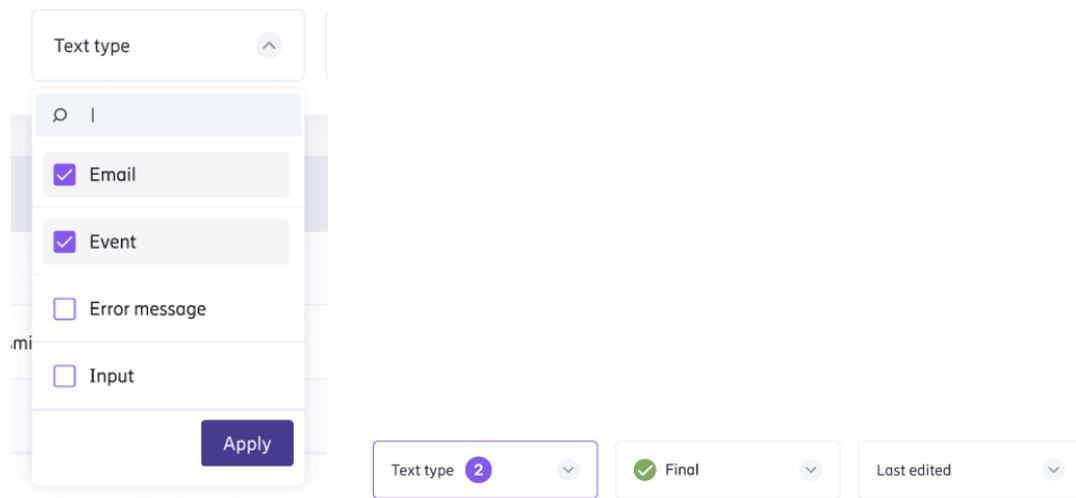 Text type
Email
Event
Error message
Input
Apply
Text type 2
Final
Last edited